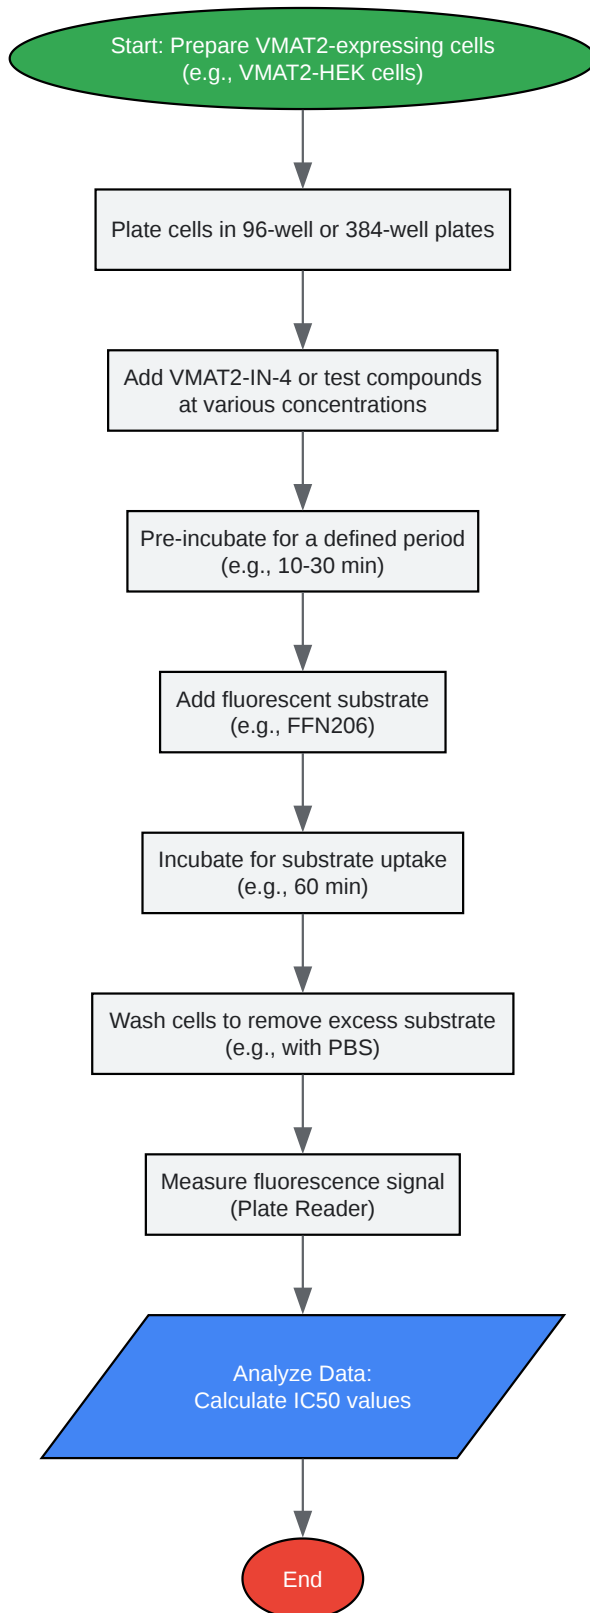 Start: Prepare VMAT2-expressing cells
(e.g., VMAT2-HEK cells)
Plate cells in 96-well or 384-well plates
Add VMAT2-IN-4 or test compounds
at various concentrations
Pre-incubate for a defined period
(e.g., 10-30 min)
Add fluorescent substrate
(e.g., FFN206)
Incubate for substrate uptake
(e.g., 60 min)
Wash cells to remove excess substrate
(e.g., with PBS)
Measure fluorescence signal
(Plate Reader)
Analyze Data:
Calculate IC50 values
End